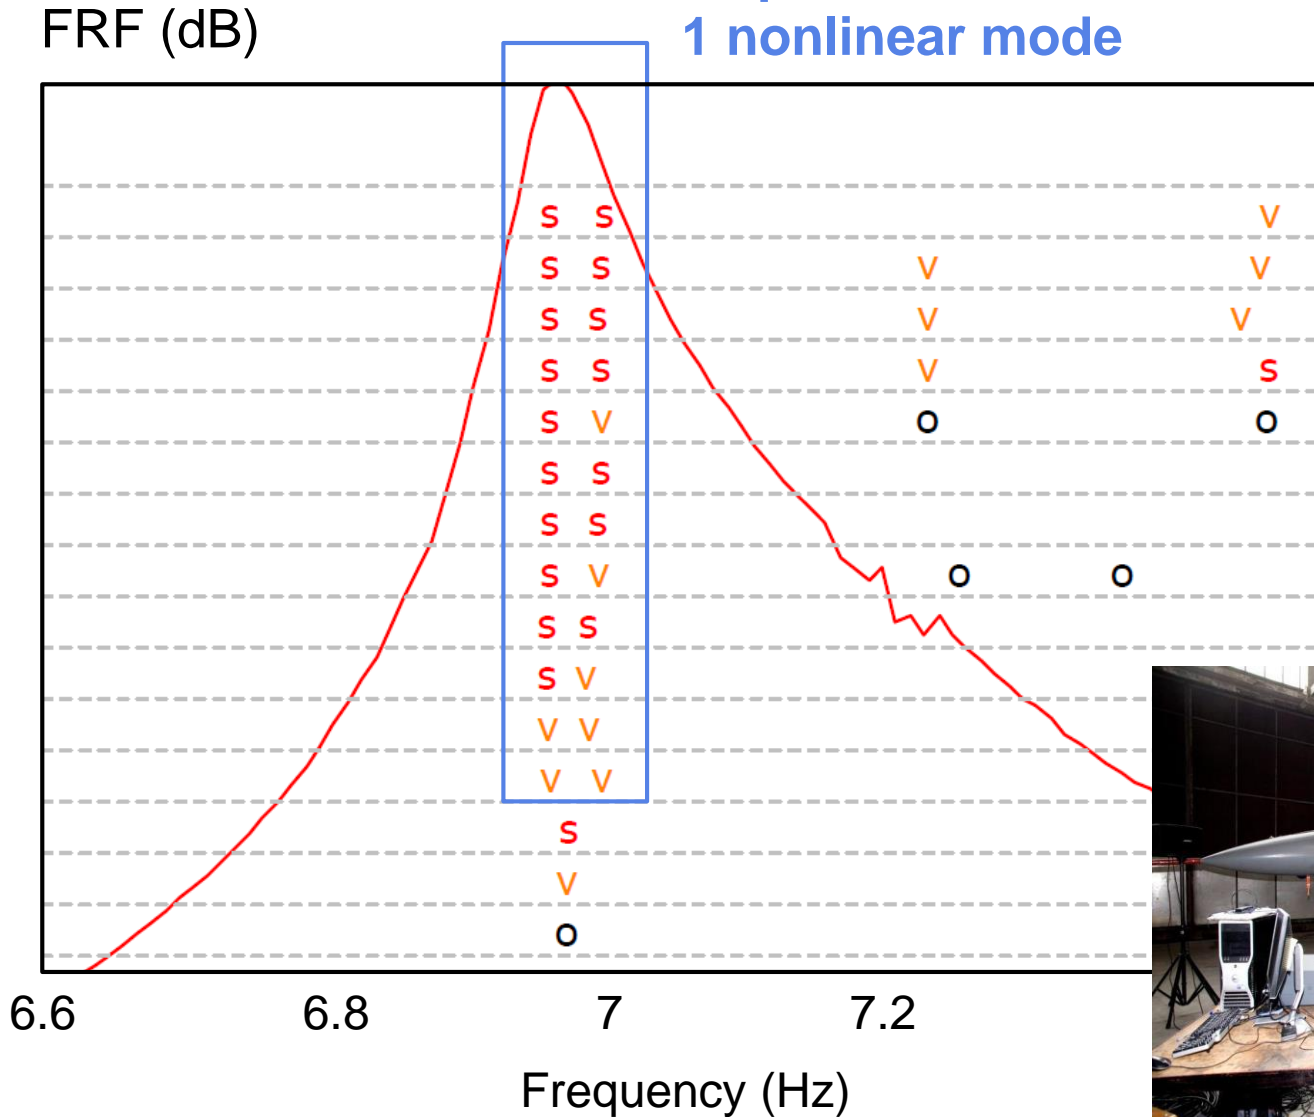 FRF (dB)
1 nonlinear mode
S S V
S S V V
S S V V
S S V S
S V O O
S S
S S
S V O O
S S
S V
V V
V V
S
V
O
6.6 6.8 7 7.2
Frequency (Hz)